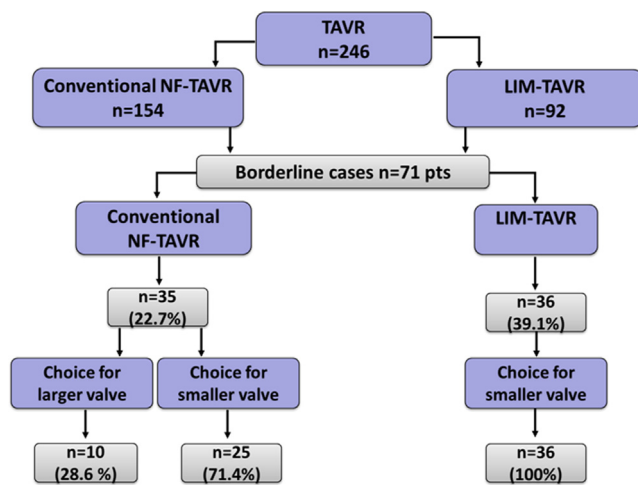 TAVR
n=246
Conventional NF-TAVR
n=154
LIM-TAVR
n=92
Borderline cases n=71 pts
Conventional
NF-TAVR
LIM-TAVR
n=35
(22.7%)
n=36
(39.1%)
Choice for
larger valve
Choice for
smaller valve
Choice for
smaller valve
n=10
(28.6 %)
n=25
(71.4%)
n=36
(100%)